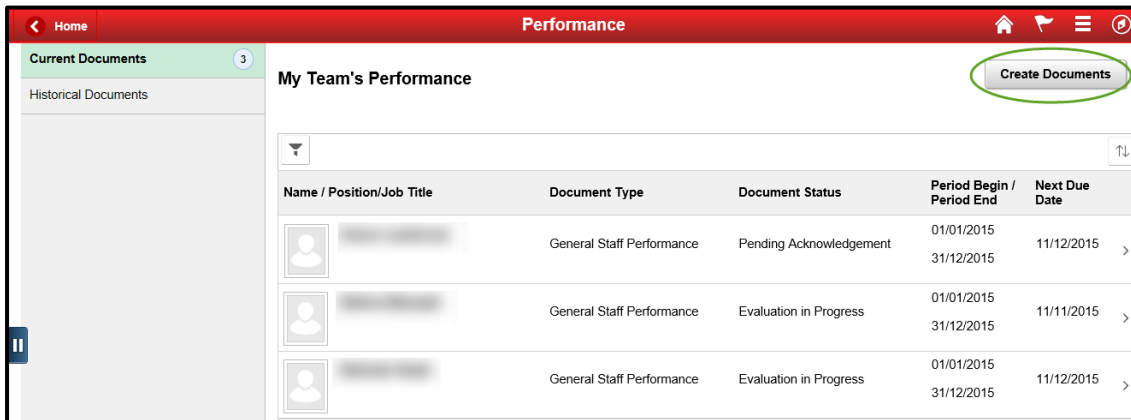 Home
Performance
Current Documents 3
Historical Documents
My Team's Performance
Create Documents
Name / Position/Job Title Document Type Document Status Period Begin / Period End Next Due Date
General Staff Performance Pending Acknowledgement 01/01/2015 31/12/2015 11/12/2015
General Staff Performance Evaluation in Progress 01/01/2015 31/12/2015 11/11/2015
General Staff Performance Evaluation in Progress 01/01/2015 31/12/2015 11/12/2015